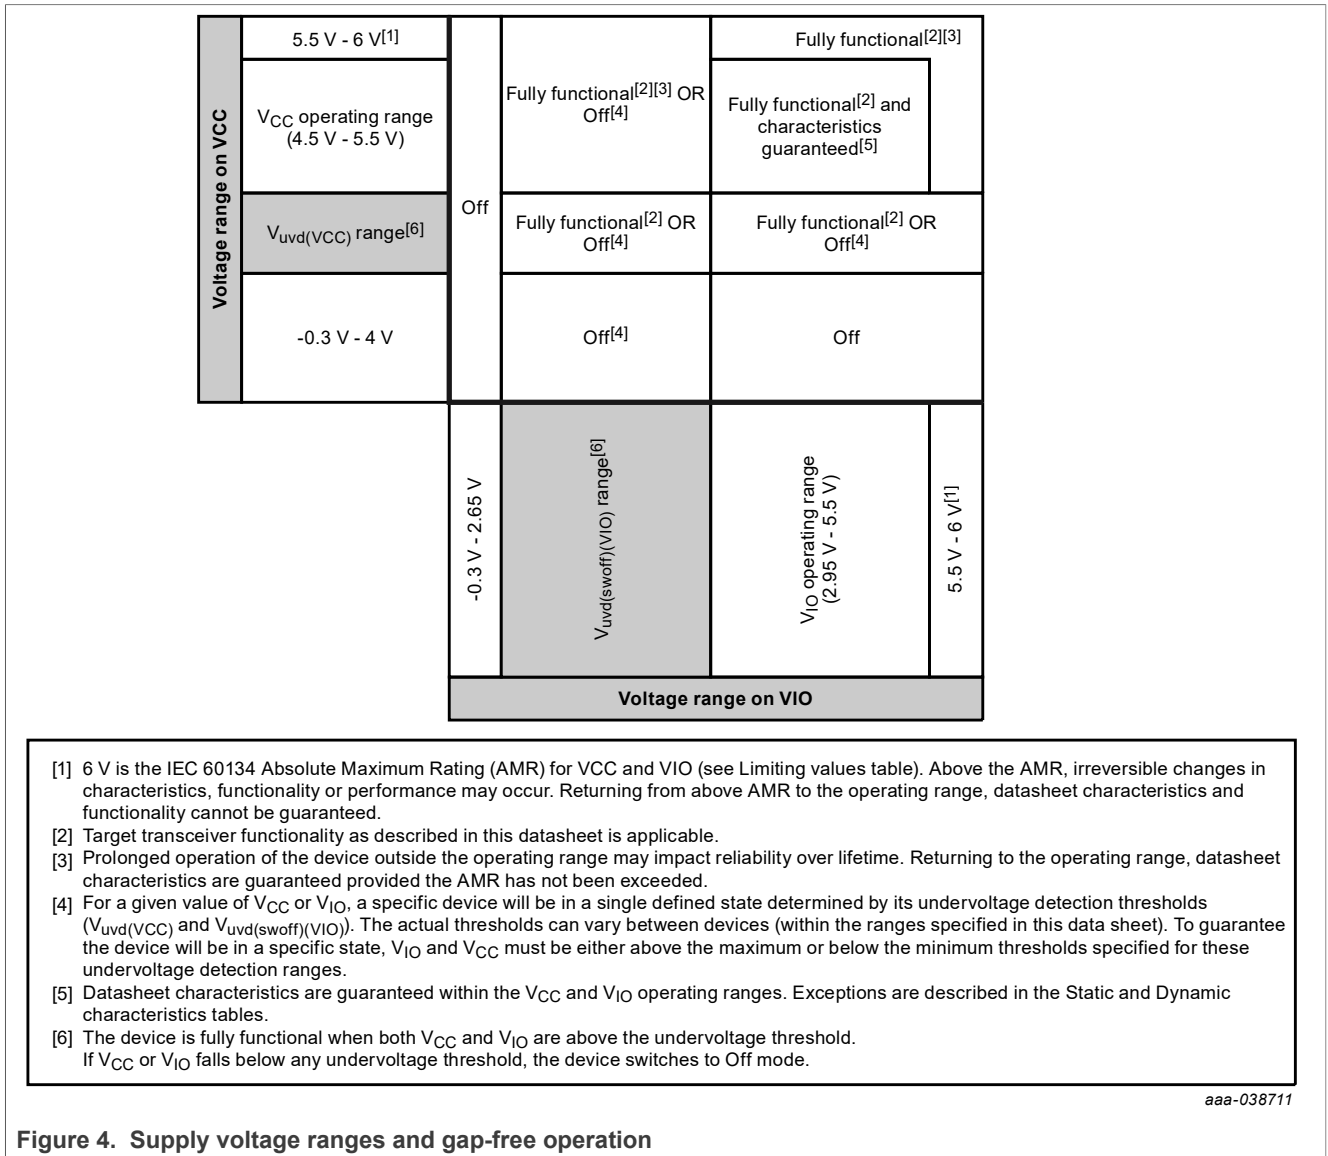 Voltage range on VCC
5.5 V - 6 V[1]
VCC operating range
(4.5 V - 5.5 V)
Vuvd(VCC) range[6]
-0.3 V - 4 V
Off
Fully functional[2][3] OR
Off[4]
Fully functional[2][3]
Fully functional[2] and
characteristics
guaranteed[5]
Fully functional[2] OR
Off[4]
Fully functional[2] OR
Off[4]
Off[4]
Off
-0.3 V - 2.65 V
Vuvd(swoff)(VIO) range[6]
VIO operating range
(2.95 V - 5.5 V)
5.5 V - 6 V[1]
Voltage range on VIO
[1] 6 V is the IEC 60134 Absolute Maximum Rating (AMR) for VCC and VIO (see Limiting values table). Above the AMR, irreversible changes in
characteristics, functionality or performance may occur. Returning from above AMR to the operating range, datasheet characteristics and
functionality cannot be guaranteed.
[2] Target transceiver functionality as described in this datasheet is applicable.
[3] Prolonged operation of the device outside the operating range may impact reliability over lifetime. Returning to the operating range, datasheet
characteristics are guaranteed provided the AMR has not been exceeded.
[4] For a given value of VCC or VIO, a specific device will be in a single defined state determined by its undervoltage detection thresholds
(Vuvd(VCC) and Vuvd(swoff)(VIO)). The actual thresholds can vary between devices (within the ranges specified in this data sheet). To guarantee
the device will be in a specific state, VIO and VCC must be either above the maximum or below the minimum thresholds specified for these
undervoltage detection ranges.
[5] Datasheet characteristics are guaranteed within the VCC and VIO operating ranges. Exceptions are described in the Static and Dynamic
characteristics tables.
[6] The device is fully functional when both VCC and VIO are above the undervoltage threshold.
If VCC or VIO falls below any undervoltage threshold, the device switches to Off mode.
aaa-038711
Figure 4. Supply voltage ranges and gap-free operation